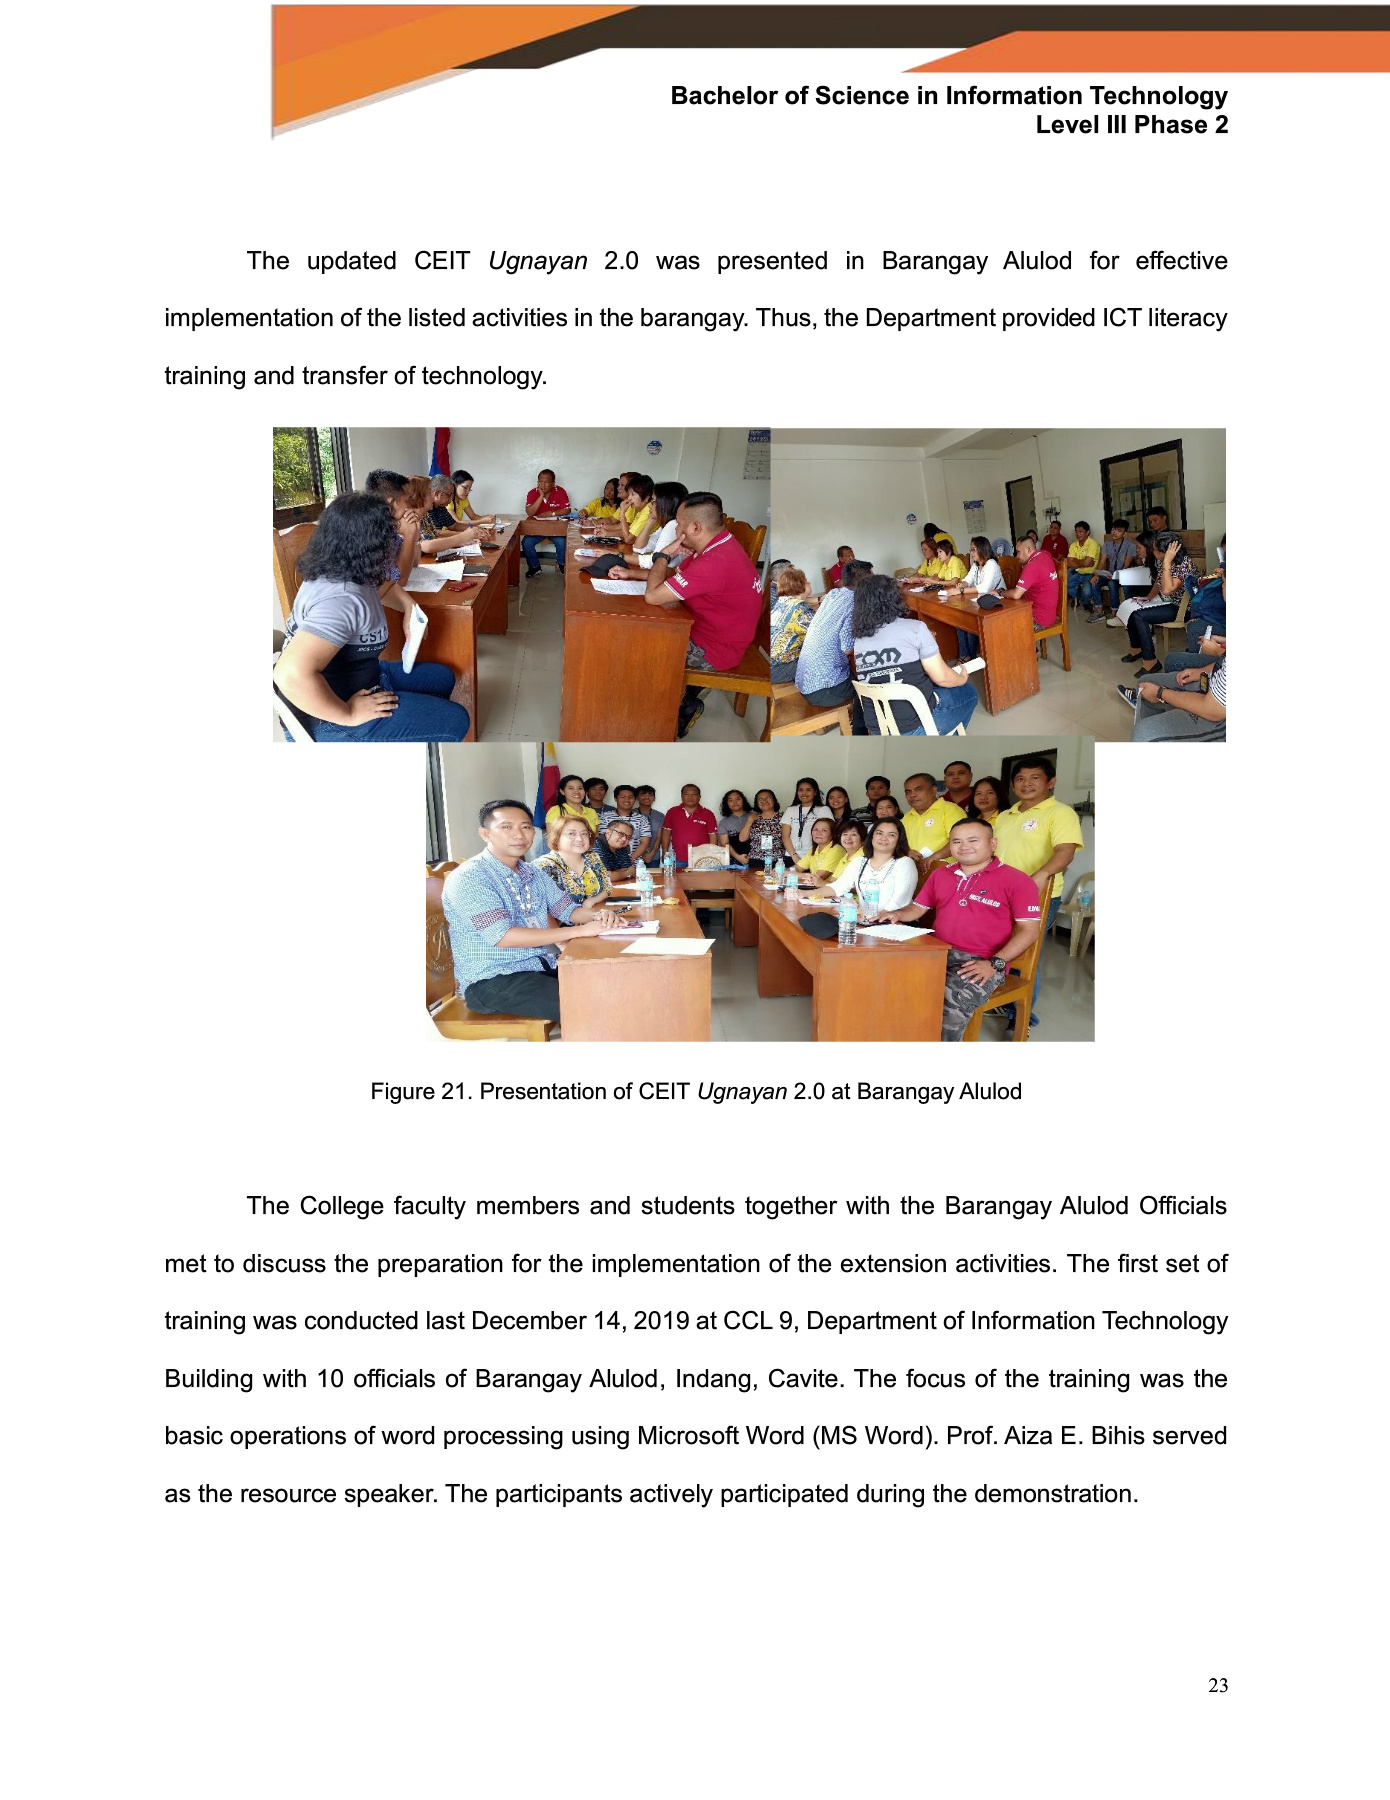 Bachelor of Science in Information Technology
Level III Phase 2
The updated CEIT Ugnayan 2.0 was presented in Barangay Alulod for effective
implementation of the listed activities in the barangay. Thus, the Department provided ICT literacy
training and transfer of technology.
Figure 21. Presentation of CEIT Ugnayan 2.0 at Barangay Alulod
The College faculty members and students together with the Barangay Alulod Officials
met to discuss the preparation for the implementation of the extension activities. The first set of
training was conducted last December 14, 2019 at CCL 9, Department of Information Technology
Building with 10 officials of Barangay Alulod, Indang, Cavite. The focus of the training was the
basic operations of word processing using Microsoft Word (MS Word). Prof. Aiza E. Bihis served
as the resource speaker. The participants actively participated during the demonstration.
23